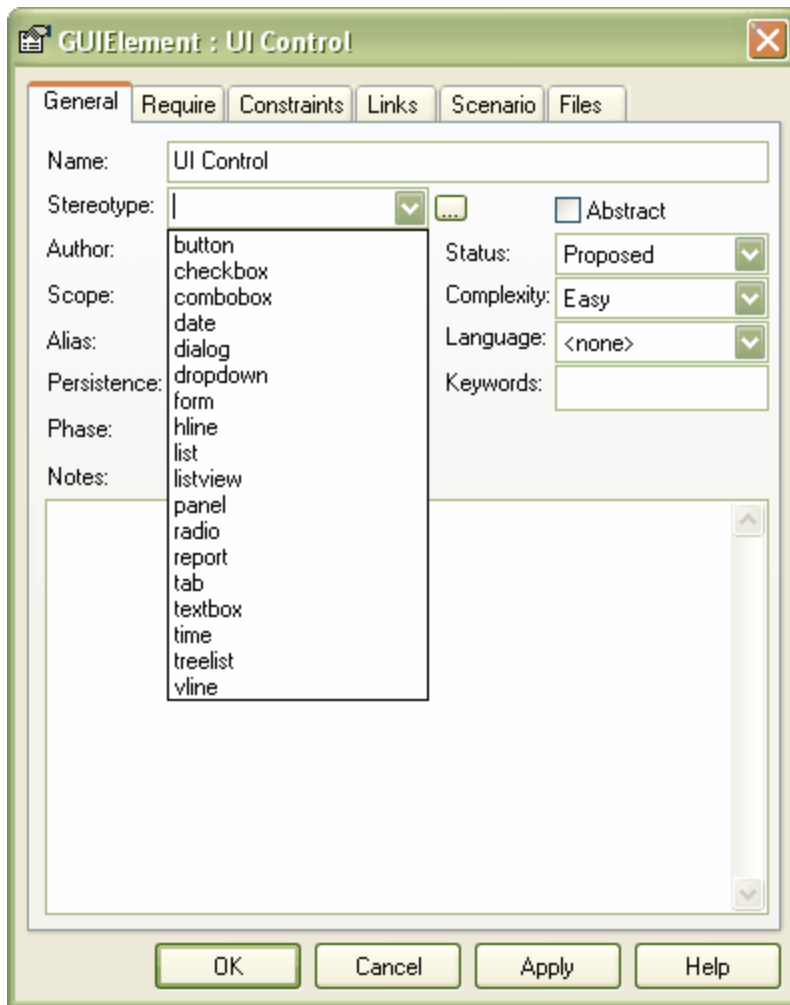 GUIElement : UI Control
General Require Constraints Links Scenario Files
Name: UI Control
Stereotype: ... Abstract
Author: Status: Proposed
Scope: Complexity: Easy
Alias: Language: <none>
Persistence: Keywords:
Phase:
Notes:
button
checkbox
combobox
date
dialog
dropdown
form
hline
list
listview
panel
radio
report
tab
textbox
time
treelist
vline
OK Cancel Apply Help